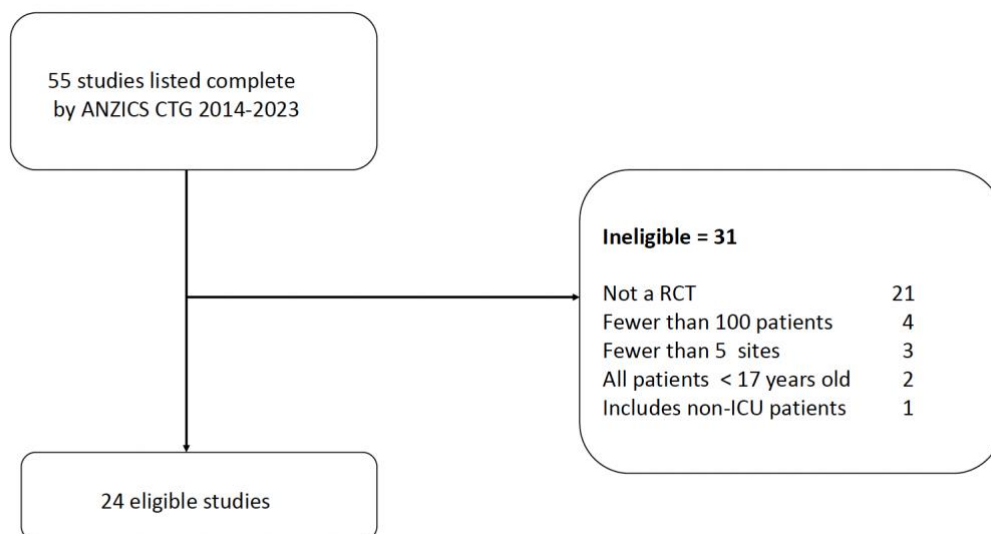 55 studies listed complete
by ANZICS CTG 2014-2023
Ineligible = 31
Not a RCT 21
Fewer than 100 patients 4
Fewer than 5 sites 3
All patients < 17 years old 2
Includes non-ICU patients 1
24 eligible studies